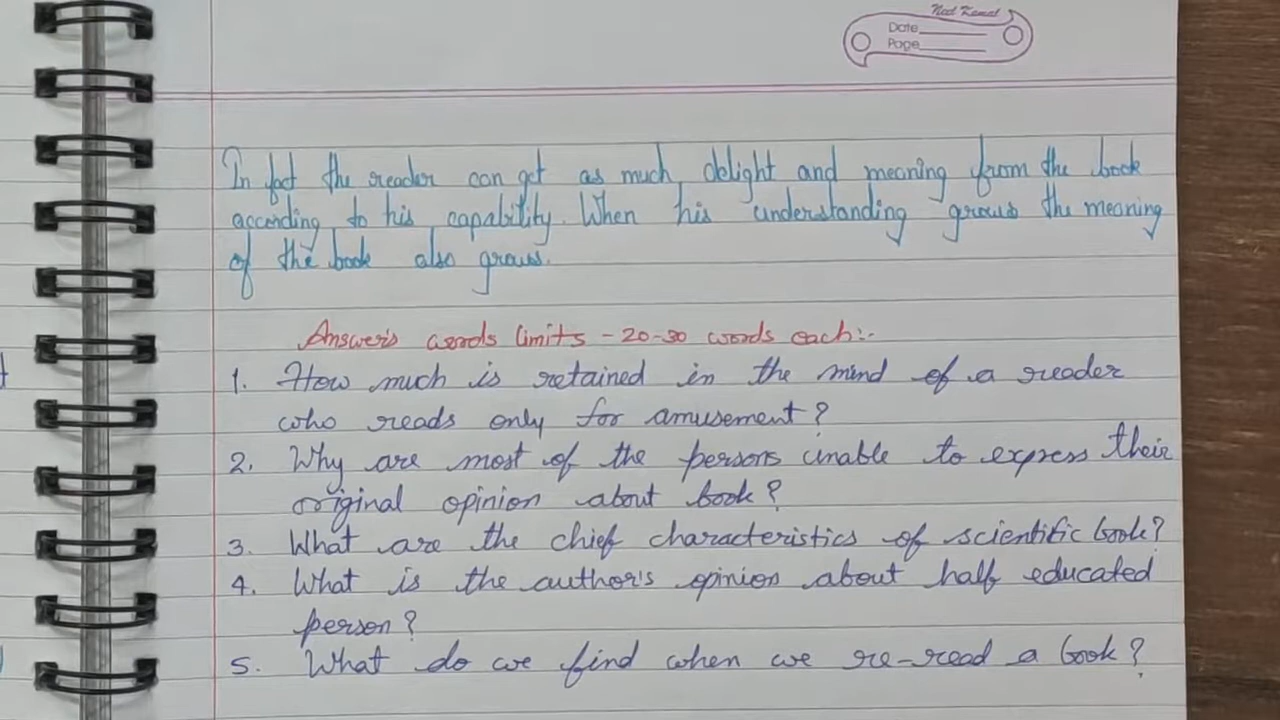 Neel Kamal
Date
Page
In fact the reader can get as much delight and meaning from the book
according to his capability. When his understanding grows the meaning
of the book also grows.
Answers words limits - 20-30 words each:-
1. How much is retained in the mind of a reader
who reads only for amusement?
2. Why are most of the persons unable to express their
original opinion about book?
3. What are the chief characteristics of scientific book?
4. What is the author's opinion about half educated
person?
5. What do we find when we re-read a book?